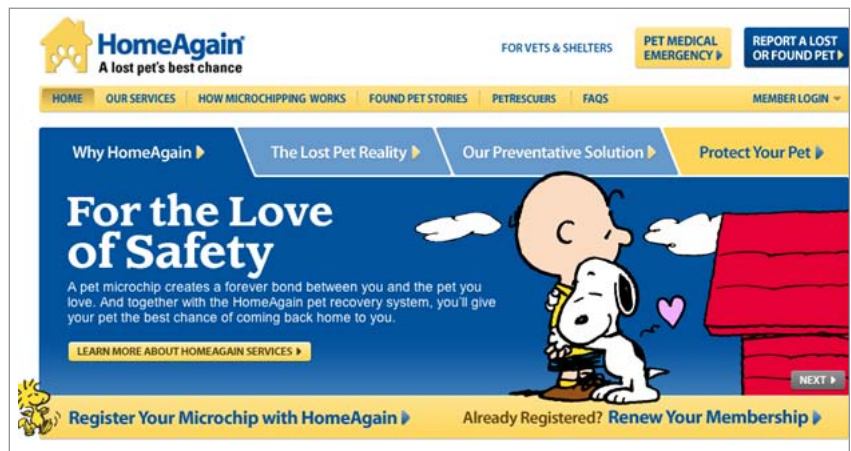 HomeAgain®
A lost pet's best chance
FOR VETS & SHELTERS
PET MEDICAL
EMERGENCY
REPORT A LOST
OR FOUND PET
HOME OUR SERVICES HOW MICROCHIPPING WORKS FOUND PET STORIES PETRESCUERS FAQS MEMBER LOGIN
Why HomeAgain The Lost Pet Reality Our Preventative Solution Protect Your Pet
For the Love
of Safety
A pet microchip creates a forever bond between you and the pet you
love. And together with the HomeAgain pet recovery system, you'll give
your pet the best chance of coming back home to you.
LEARN MORE ABOUT HOMEAGAIN SERVICES
NEXT
Register Your Microchip with HomeAgain Already Registered? Renew Your Membership